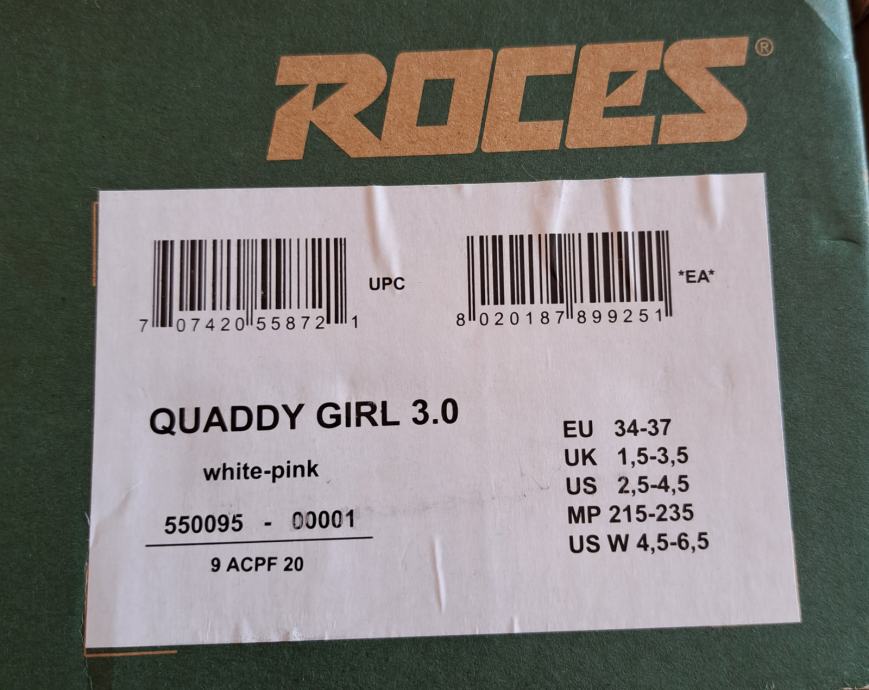 ROCES®
7 07420 55872 1
UPC
8 020187 899251
*EA*
QUADDY GIRL 3.0
white-pink
550095 - 00001
9 ACPF 20
EU 34-37
UK 1,5-3,5
US 2,5-4,5
MP 215-235
US W 4,5-6,5